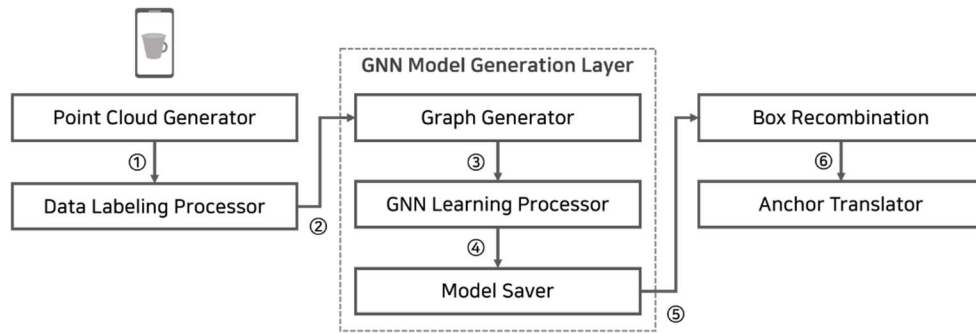 Point Cloud Generator
①
Data Labeling Processor
②
GNN Model Generation Layer
Graph Generator
③
GNN Learning Processor
④
Model Saver
⑤
Box Recombination
⑥
Anchor Translator